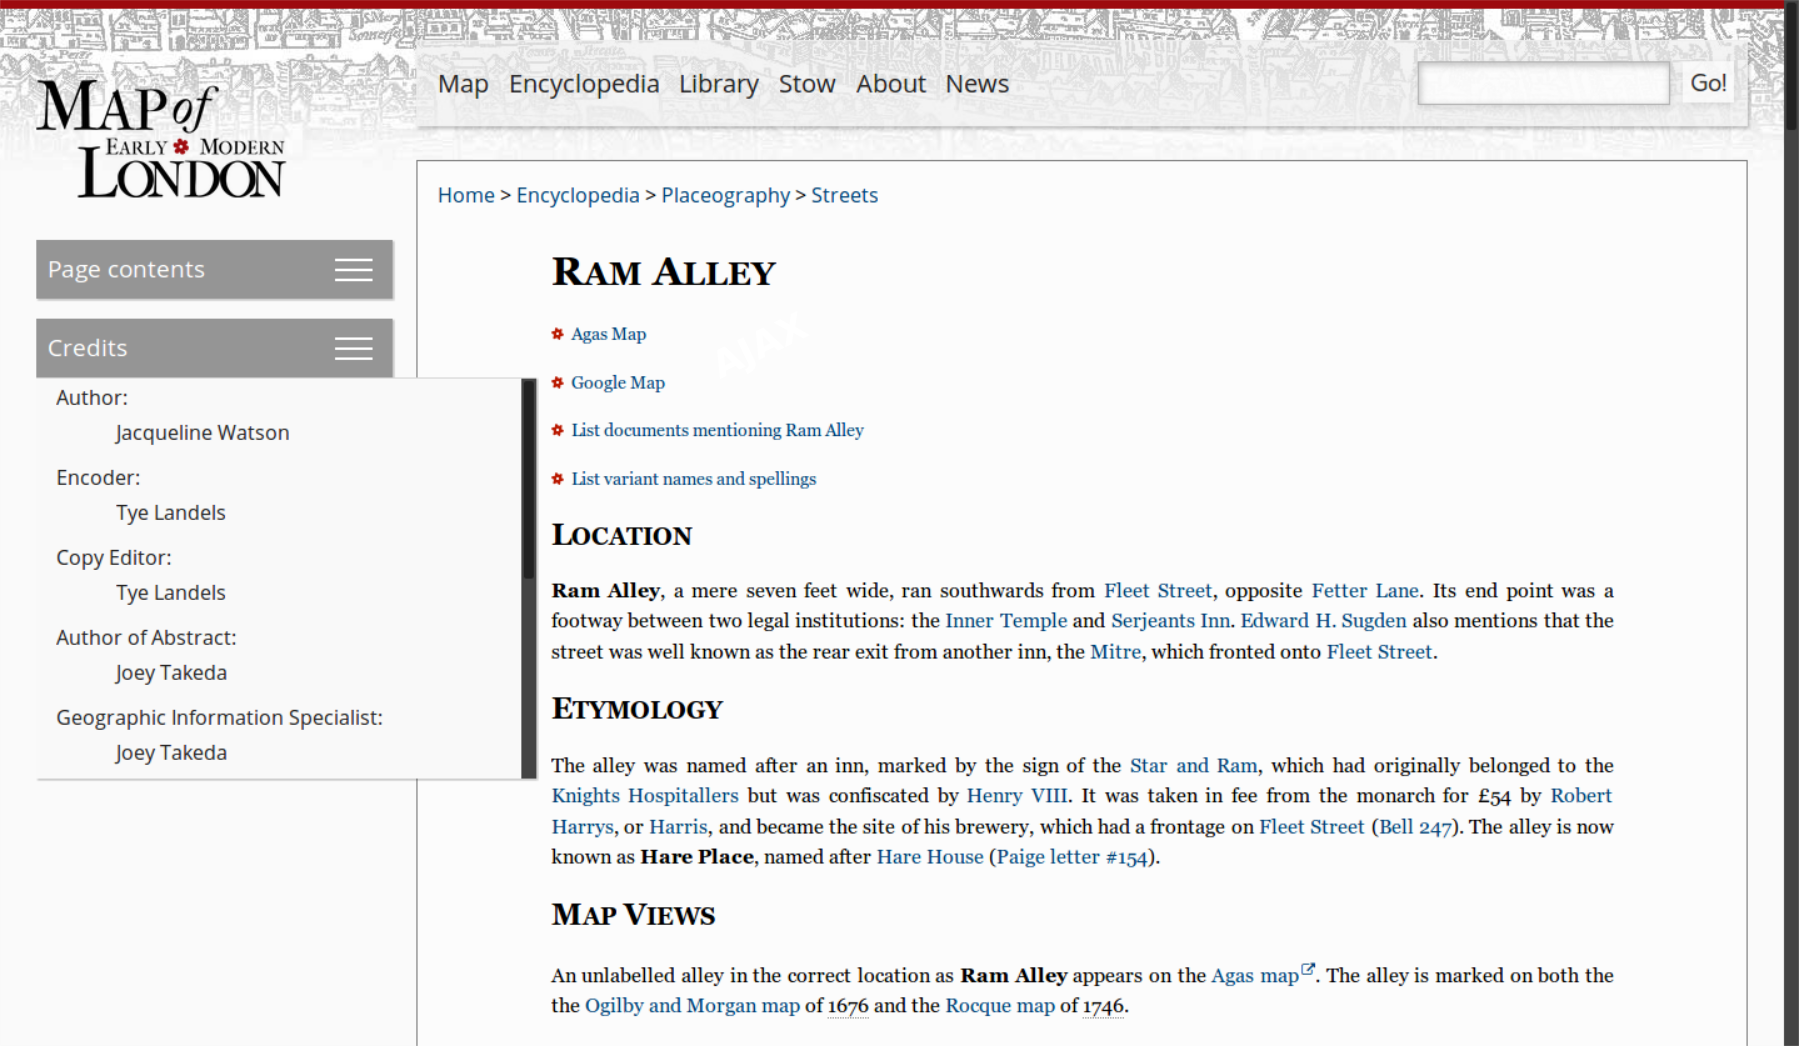 MAP of
EARLY MODERN
LONDON
Map Encyclopedia Library Stow About News
Go!
Page contents
Credits
Author:
Jacqueline Watson
Encoder:
Tye Landels
Copy Editor:
Tye Landels
Author of Abstract:
Joey Takeda
Geographic Information Specialist:
Joey Takeda
Home > Encyclopedia > Placeography > Streets
RAM ALLEY
AJAX
Agas Map
Google Map
List documents mentioning Ram Alley
List variant names and spellings
LOCATION
Ram Alley, a mere seven feet wide, ran southwards from Fleet Street, opposite Fetter Lane. Its end point was a
footway between two legal institutions: the Inner Temple and Serjeants Inn. Edward H. Sugden also mentions that the
street was well known as the rear exit from another inn, the Mitre, which fronted onto Fleet Street.
ETYMOLOGY
The alley was named after an inn, marked by the sign of the Star and Ram, which had originally belonged to the
Knights Hospitallers but was confiscated by Henry VIII. It was taken in fee from the monarch for £54 by Robert
Harrys, or Harris, and became the site of his brewery, which had a frontage on Fleet Street (Bell 247). The alley is now
known as Hare Place, named after Hare House (Paige letter #154).
MAP VIEWS
An unlabelled alley in the correct location as Ram Alley appears on the Agas map. The alley is marked on both the
the Ogilby and Morgan map of 1676 and the Rocque map of 1746.